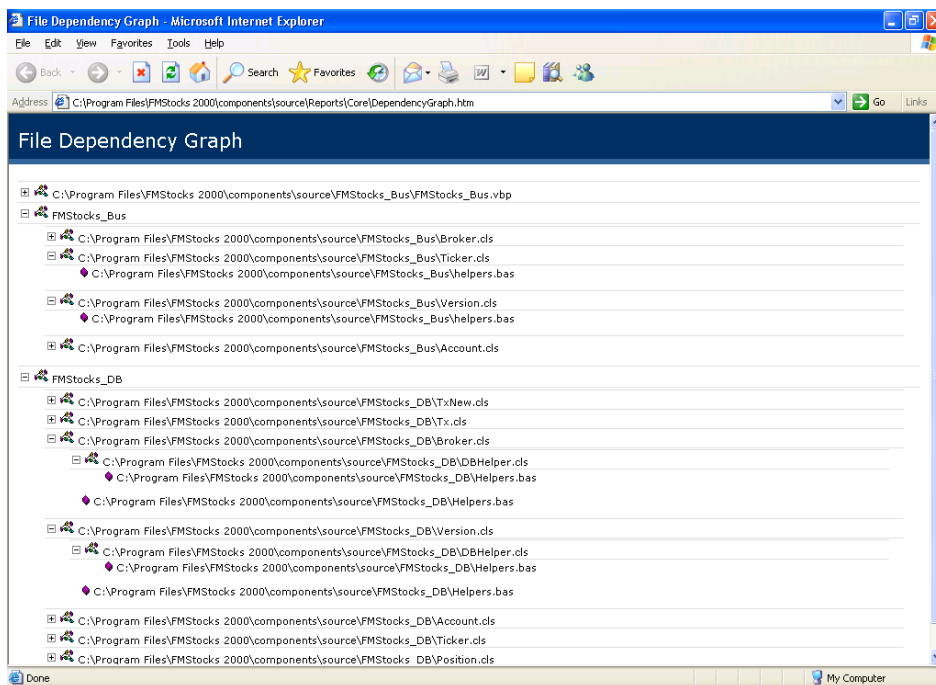 File Dependency Graph - Microsoft Internet Explorer
File Edit View Favorites Tools Help
Back Search Favorites
Address C:\Program Files\FMStocks 2000\components\source\Reports\Core\DependencyGraph.htm Go Links
File Dependency Graph
C:\Program Files\FMStocks 2000\components\source\FMStocks_Bus\FMStocks_Bus.vbp
FMStocks_Bus
C:\Program Files\FMStocks 2000\components\source\FMStocks_Bus\Broker.cls
C:\Program Files\FMStocks 2000\components\source\FMStocks_Bus\Ticker.cls
C:\Program Files\FMStocks 2000\components\source\FMStocks_Bus\helpers.bas
C:\Program Files\FMStocks 2000\components\source\FMStocks_Bus\Version.cls
C:\Program Files\FMStocks 2000\components\source\FMStocks_Bus\helpers.bas
C:\Program Files\FMStocks 2000\components\source\FMStocks_Bus\Account.cls
FMStocks_DB
C:\Program Files\FMStocks 2000\components\source\FMStocks_DB\TxNew.cls
C:\Program Files\FMStocks 2000\components\source\FMStocks_DB\Tx.cls
C:\Program Files\FMStocks 2000\components\source\FMStocks_DB\Broker.cls
C:\Program Files\FMStocks 2000\components\source\FMStocks_DB\DBHelper.cls
C:\Program Files\FMStocks 2000\components\source\FMStocks_DB\Helpers.bas
C:\Program Files\FMStocks 2000\components\source\FMStocks_DB\Helpers.bas
C:\Program Files\FMStocks 2000\components\source\FMStocks_DB\Version.cls
C:\Program Files\FMStocks 2000\components\source\FMStocks_DB\DBHelper.cls
C:\Program Files\FMStocks 2000\components\source\FMStocks_DB\Helpers.bas
C:\Program Files\FMStocks 2000\components\source\FMStocks_DB\Helpers.bas
C:\Program Files\FMStocks 2000\components\source\FMStocks_DB\Account.cls
C:\Program Files\FMStocks 2000\components\source\FMStocks_DB\Ticker.cls
C:\Program Files\FMStocks 2000\components\source\FMStocks_DB\Position.cls
Done My Computer